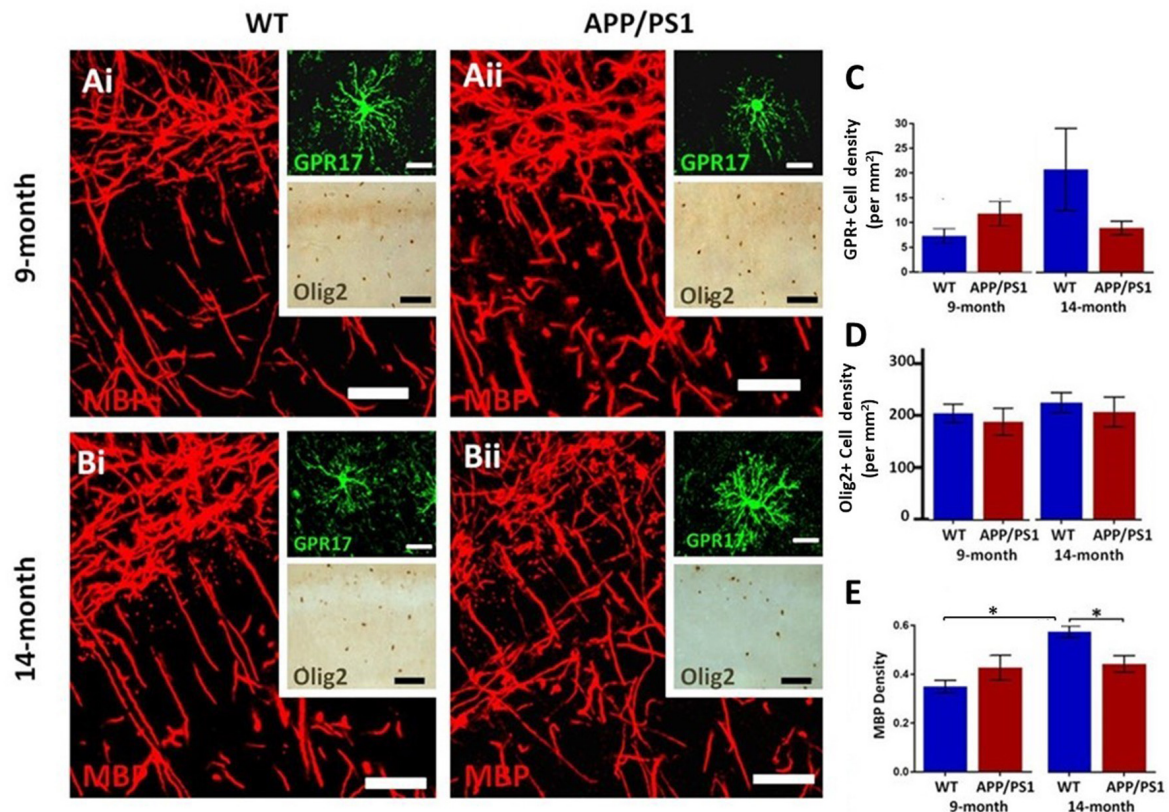 WT
APP/PS1
9-month
Ai
GPR17
Olig2
MBP
Aii
GPR17
Olig2
MBP
14-month
Bi
GPR17
Olig2
MBP
Bii
GPR17
Olig2
MBP
C
GPR+ Cell density
(per mm²)
30
25
20
15
10
5
0
WT APP/PS1 WT APP/PS1
9-month 14-month
D
Olig2+ Cell density
(per mm²)
300
200
100
0
WT APP/PS1 WT APP/PS1
9-month 14-month
E
MBP Density
* *
0.6
0.4
0.2
0.0
WT APP/PS1 WT APP/PS1
9-month 14-month